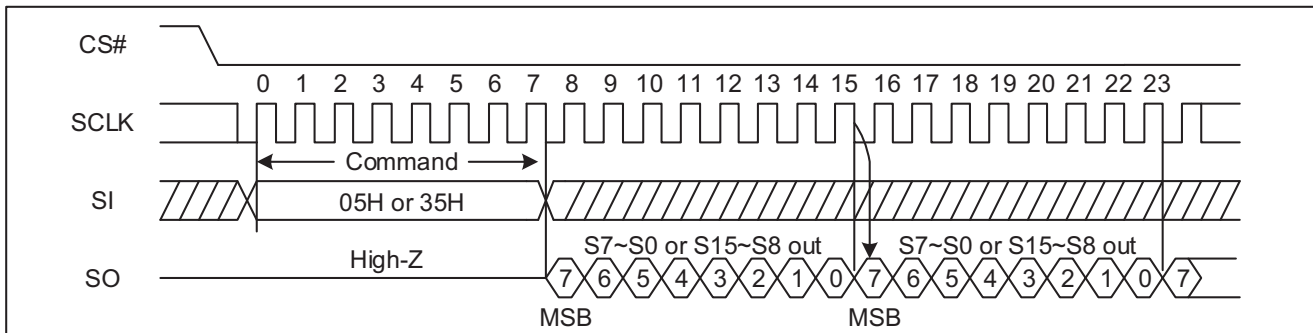 CS#
0 1 2 3 4 5 6 7 8 9 10 11 12 13 14 15 16 17 18 19 20 21 22 23
SCLK
Command
SI
05H or 35H
S7~S0 or S15~S8 out S7~S0 or S15~S8 out
High-Z
SO
7 6 5 4 3 2 1 0 7 6 5 4 3 2 1 0 7
MSB MSB